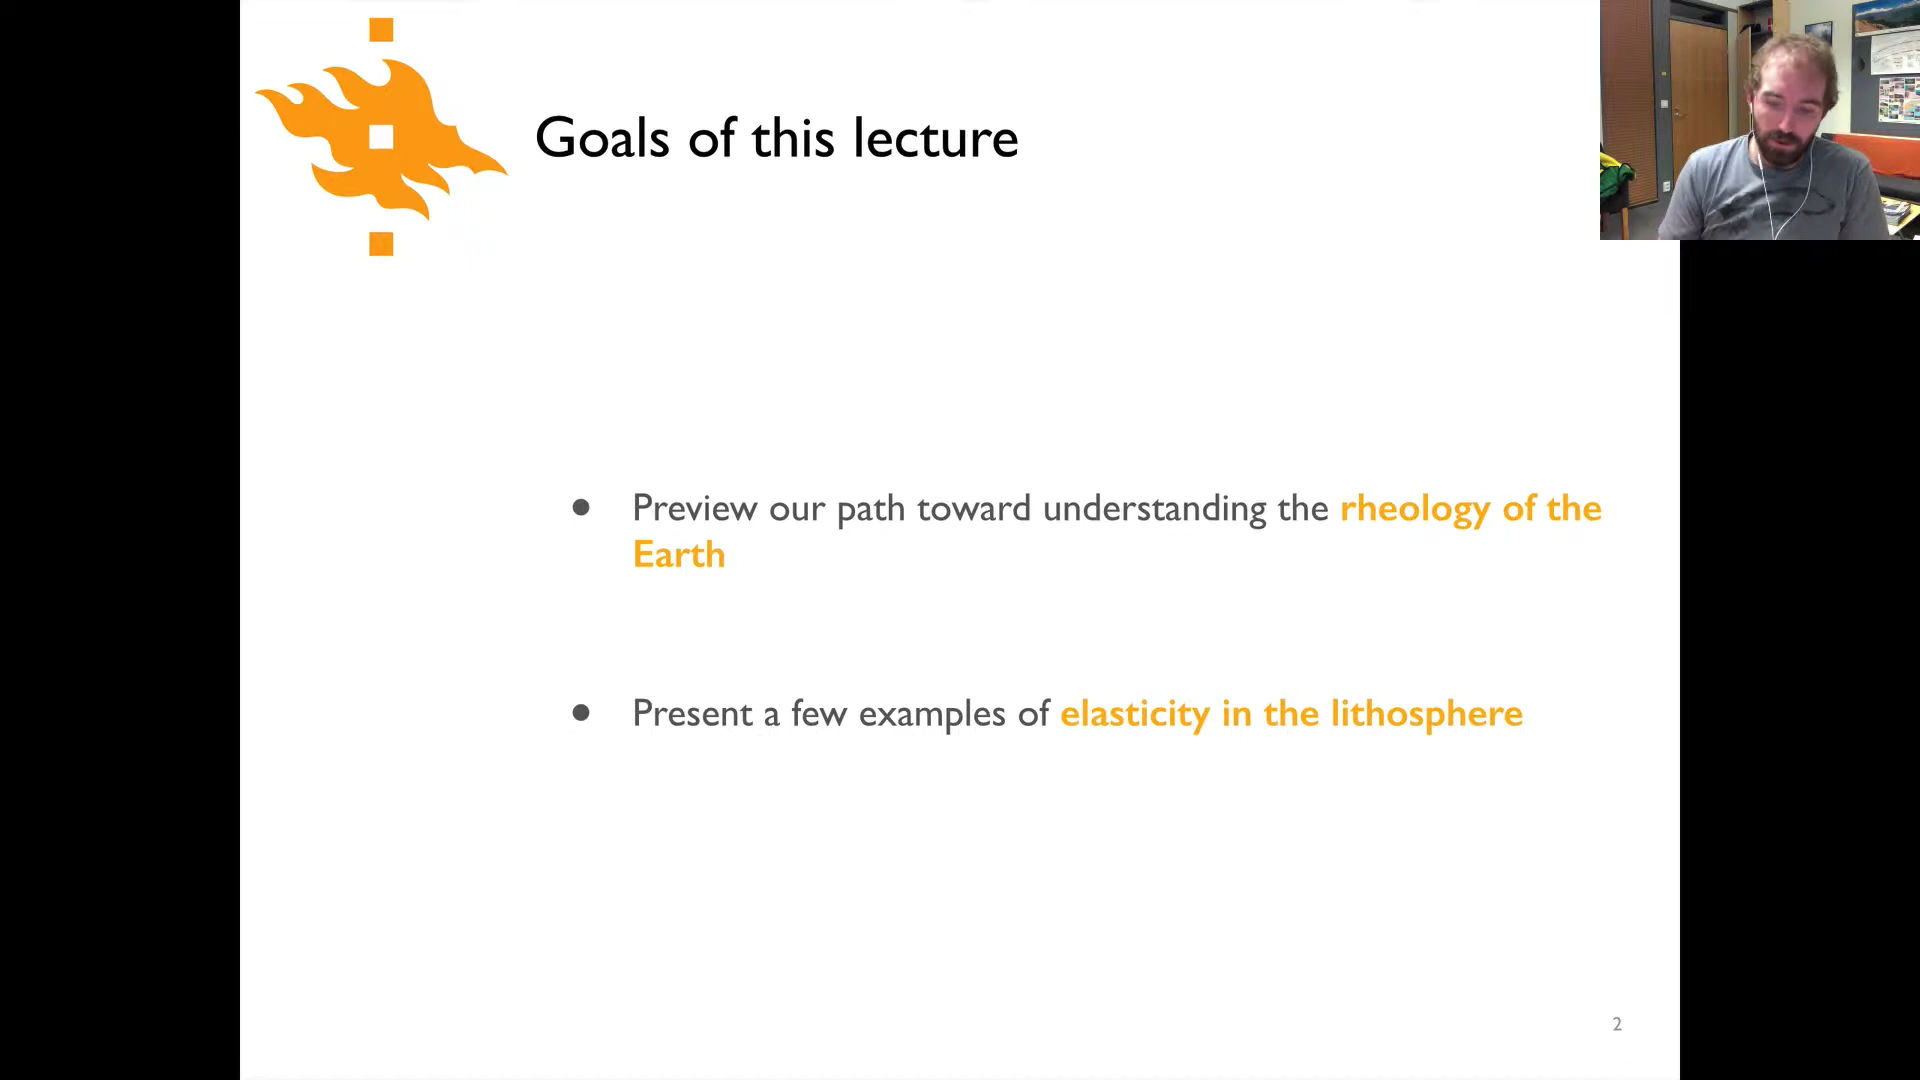 Goals of this lecture
● Preview our path toward understanding the rheology of the
Earth
● Present a few examples of elasticity in the lithosphere
2